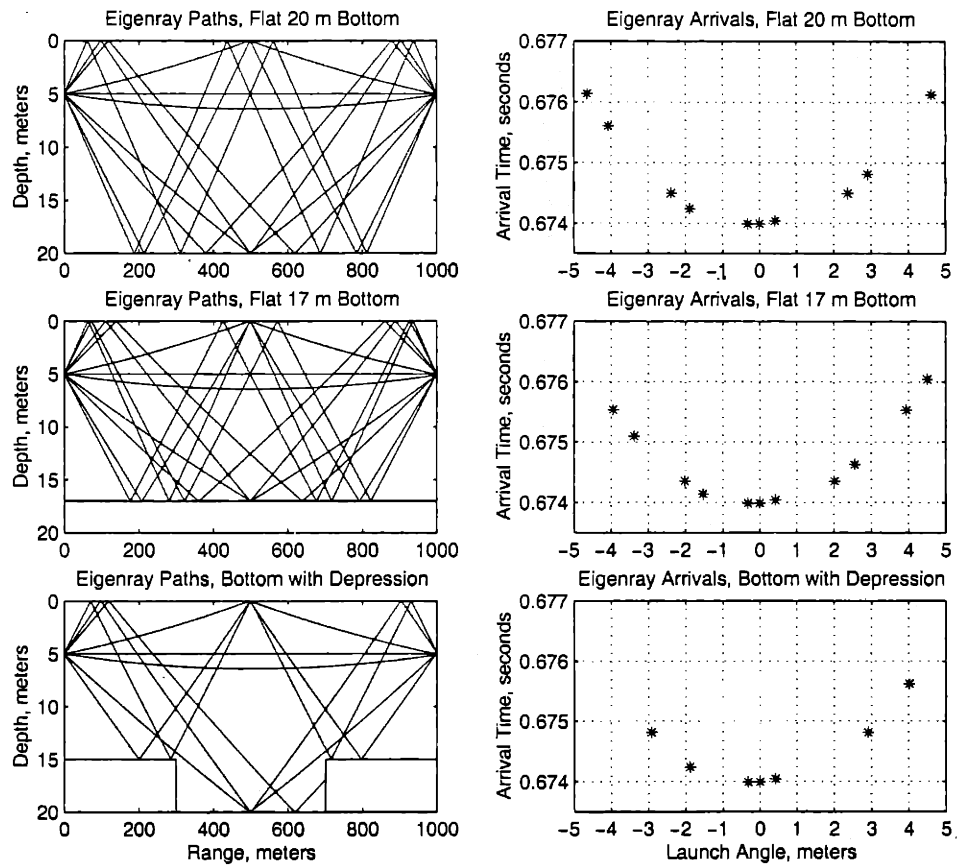 Eigenray Paths, Flat 20 m Bottom
Depth, meters
0
5
10
15
20
0 200 400 600 800 1000
Eigenray Arrivals, Flat 20 m Bottom
Arrival Time, seconds
0.677
0.676
0.675
0.674
-5 -4 -3 -2 -1 0 1 2 3 4 5
Eigenray Paths, Flat 17 m Bottom
Depth, meters
0
5
10
15
20
0 200 400 600 800 1000
Eigenray Arrivals, Flat 17 m Bottom
Arrival Time, seconds
0.677
0.676
0.675
0.674
-5 -4 -3 -2 -1 0 1 2 3 4 5
Eigenray Paths, Bottom with Depression
Depth, meters
0
5
10
15
20
0 200 400 600 800 1000
Range, meters
Eigenray Arrivals, Bottom with Depression
Arrival Time, seconds
0.677
0.676
0.675
0.674
-5 -4 -3 -2 -1 0 1 2 3 4 5
Launch Angle, meters